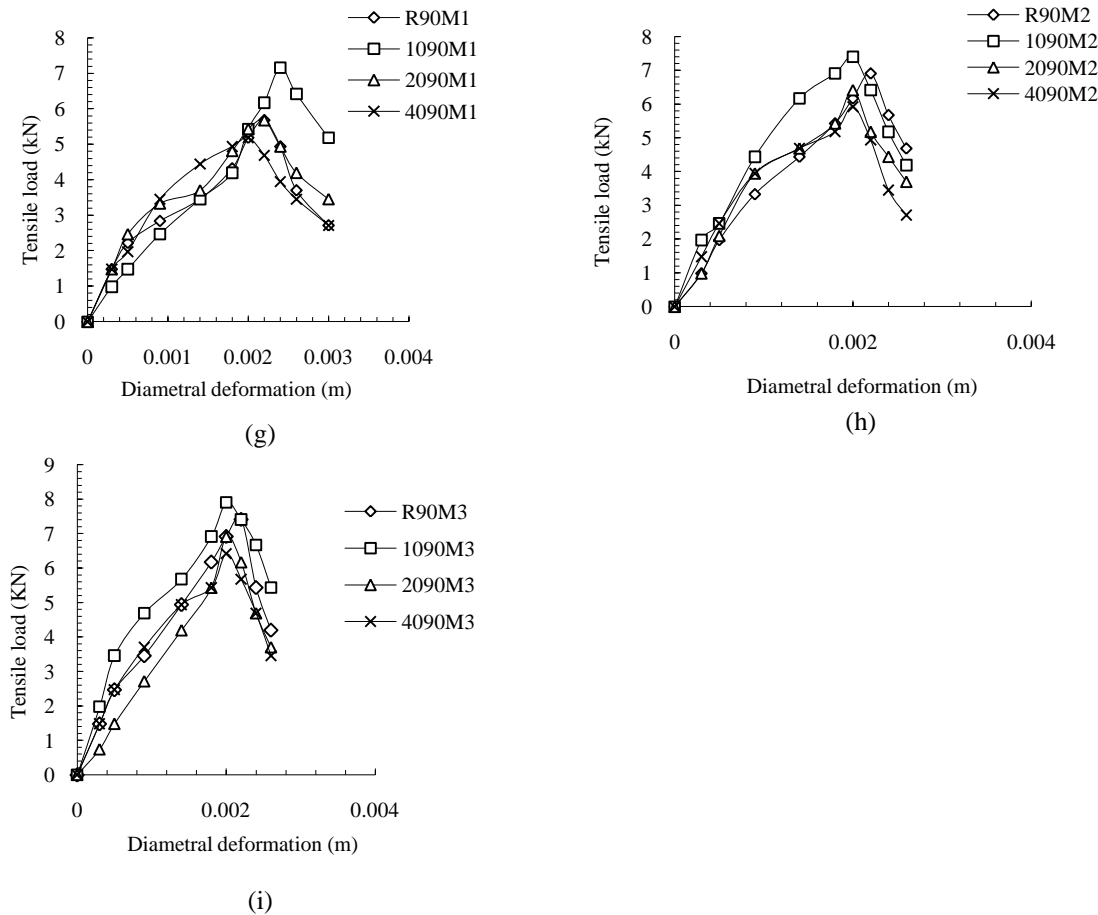 R90M1
1090M1
2090M1
4090M1
8
7
6
5
4
3
2
1
0
Tensile load (kN)
0 0.001 0.002 0.003 0.004
Diametral deformation (m)
(g)
R90M2
1090M2
2090M2
4090M2
8
7
6
5
4
3
2
1
0
Tensile load (kN)
0 0.002 0.004
Diametral deformation (m)
(h)
R90M3
1090M3
2090M3
4090M3
9
8
7
6
5
4
3
2
1
0
Tensile load (KN)
0 0.002 0.004
Diametral deformation (m)
(i)